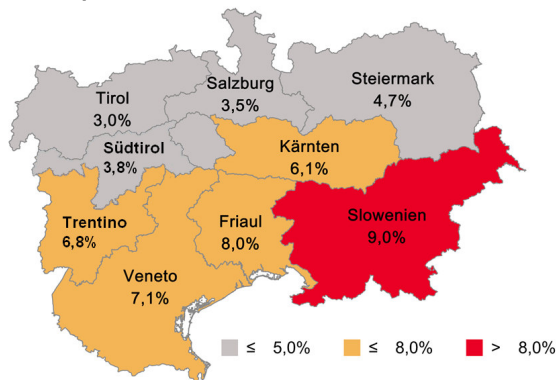 Tirol
3,0%
Salzburg
3,5%
Steiermark
4,7%
Südtirol
3,8%
Kärnten
6,1%
Trentino
6,8%
Friaul
8,0%
Slowenien
9,0%
Veneto
7,1%
≤ 5,0%
≤ 8,0%
> 8,0%